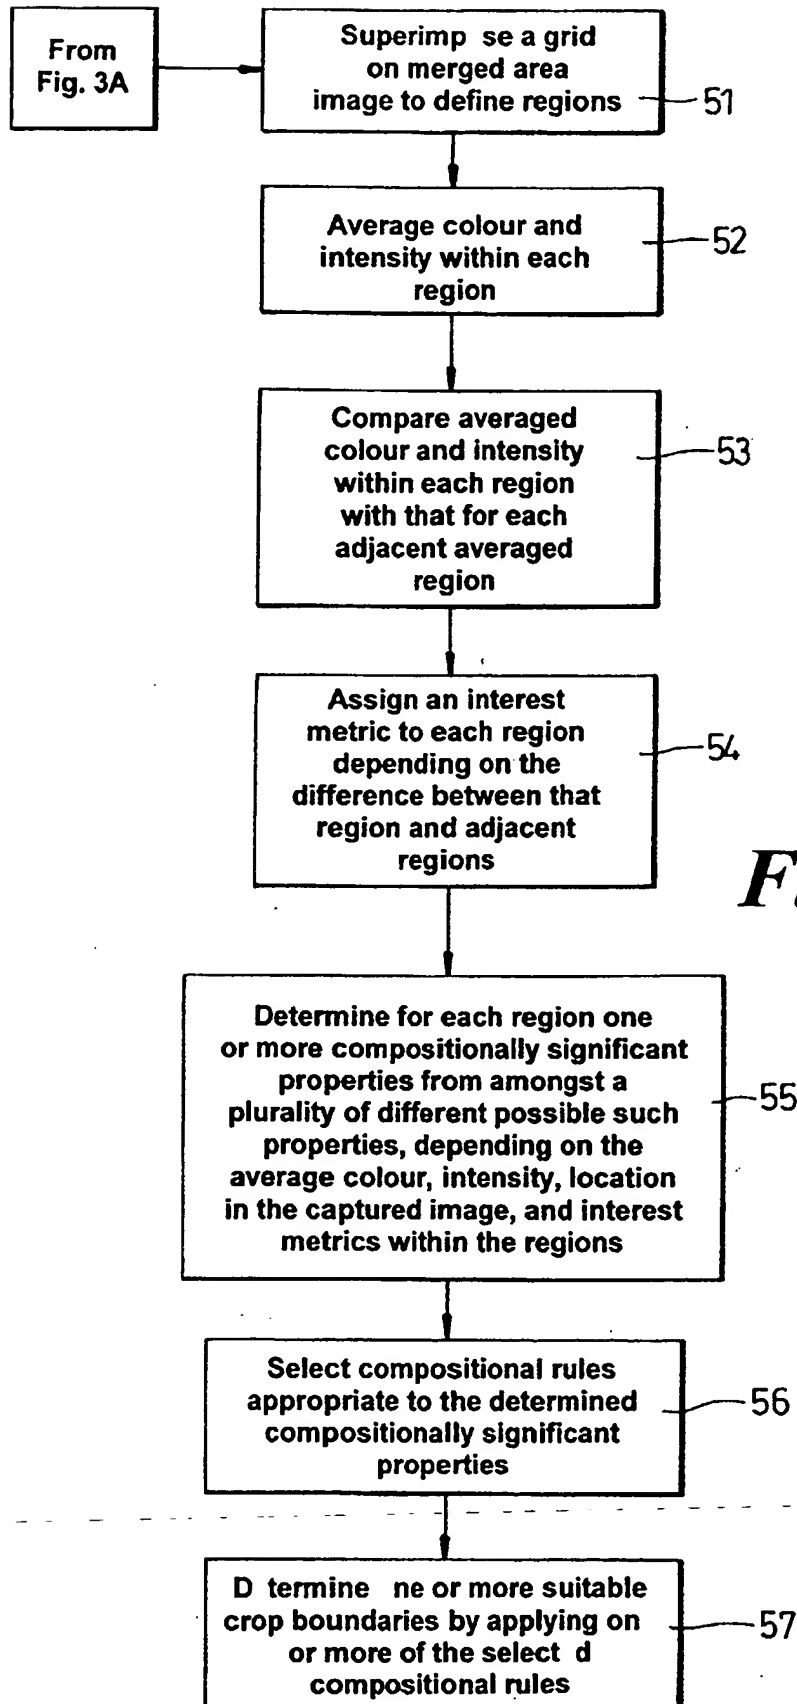 From
Fig. 3A
Superimp se a grid
on merged area
image to define regions
51
Average colour and
intensity within each
region
52
Compare averaged
colour and intensity
within each region
with that for each
adjacent averaged
region
53
Assign an interest
metric to each region
depending on the
difference between that
region and adjacent
regions
54
Determine for each region one
or more compositionally significant
properties from amongst a
plurality of different possible such
properties, depending on the
average colour, intensity, location
in the captured image, and interest
metrics within the regions
55
Select compositional rules
appropriate to the determined
compositionally significant
properties
56
D termine ne or more suitable
crop boundaries by applying on
or more of the select d
compositional rules
57